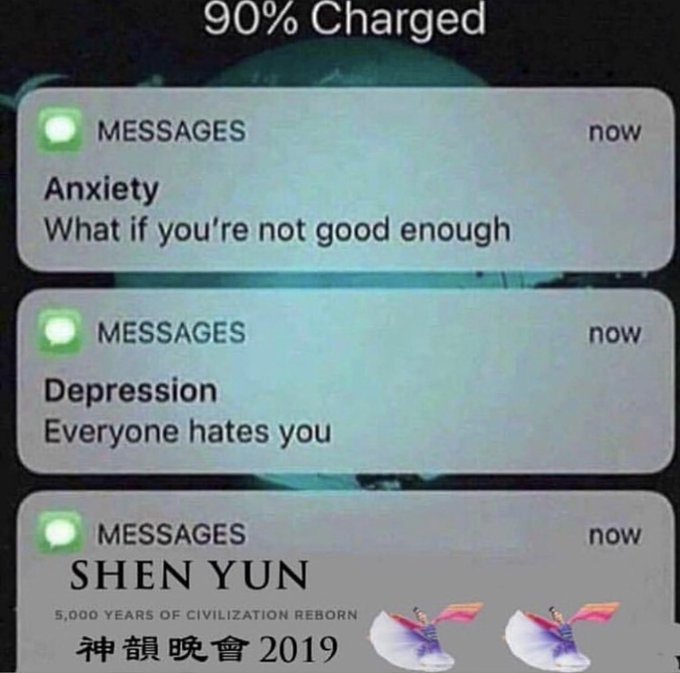 90% Charged
MESSAGES now
Anxiety
What if you're not good enough
MESSAGES now
Depression
Everyone hates you
MESSAGES now
SHEN YUN
5,000 YEARS OF CIVILIZATION REBORN
神韻晚會 2019